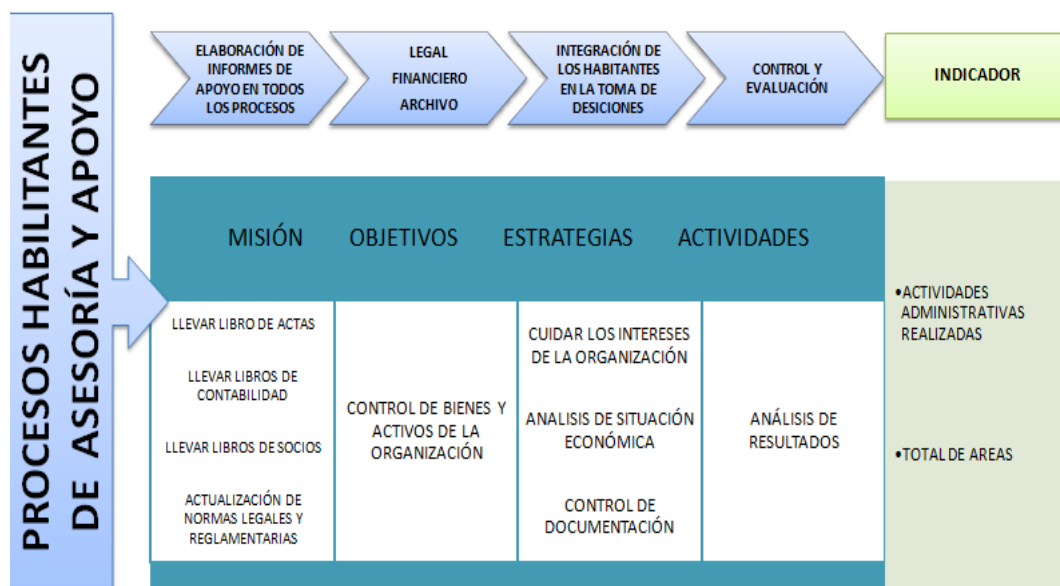 PROCESOS HABILITANTES
DE ASESORÍA Y APOYO
ELABORACIÓN DE
INFORMES DE
APOYO EN TODOS
LOS PROCESOS
LEGAL
FINANCIERO
ARCHIVO
INTEGRACIÓN DE
LOS HABITANTES
EN LA TOMA DE
DESICIONES
CONTROL Y
EVALUACIÓN
INDICADOR
MISIÓN OBJETIVOS ESTRATEGIAS ACTIVIDADES
LLEVAR LIBRO DE ACTAS
LLEVAR LIBROS DE
CONTABILIDAD
LLEVAR LIBROS DE SOCIOS
ACTUALIZACIÓN DE
NORMAS LEGALES Y
REGLAMENTARIAS
CONTROL DE BIENES Y
ACTIVOS DE LA
ORGANIZACIÓN
CUIDAR LOS INTERESES
DE LA ORGANIZACIÓN
ANALISIS DE SITUACIÓN
ECONÓMICA
CONTROL DE
DOCUMENTACIÓN
ANÁLISIS DE
RESULTADOS
•ACTIVIDADES
ADMINISTRATIVAS
REALIZADAS
•TOTAL DE AREAS